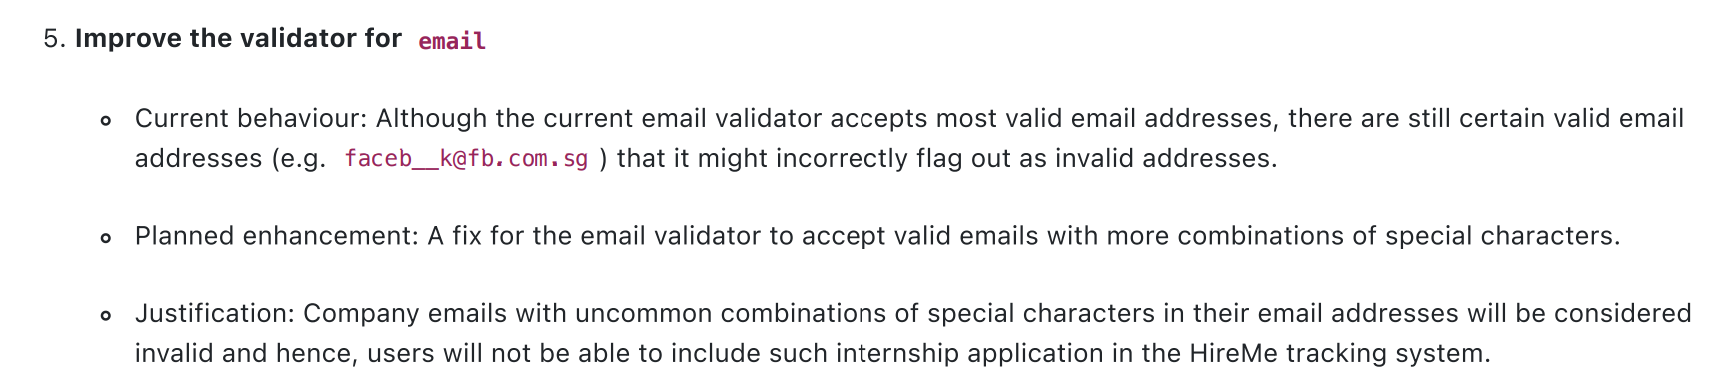 5. Improve the validator for email
Current behaviour: Although the current email validator accepts most valid email addresses, there are still certain valid email
addresses (e.g. faceb__k@fb.com.sg ) that it might incorrectly flag out as invalid addresses.
Planned enhancement: A fix for the email validator to accept valid emails with more combinations of special characters.
Justification: Company emails with uncommon combinations of special characters in their email addresses will be considered
invalid and hence, users will not be able to include such internship application in the HireMe tracking system.